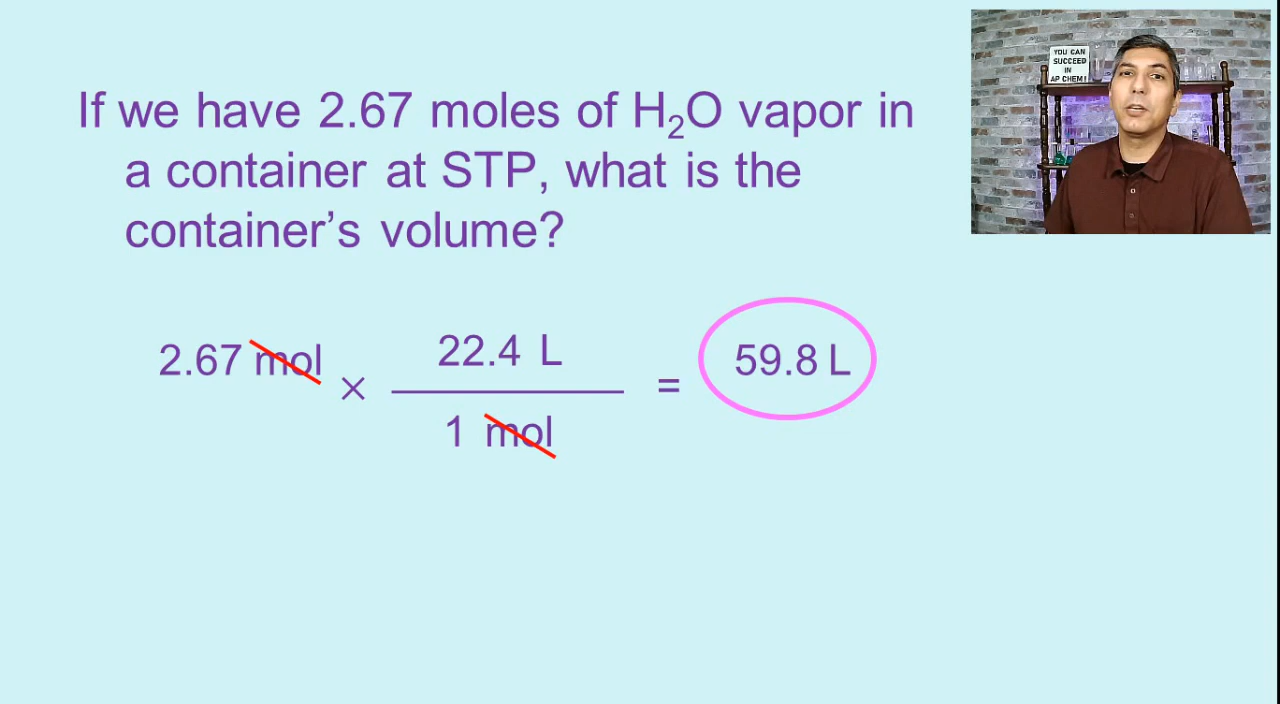 If we have 2.67 moles of H₂O vapor in
a container at STP, what is the
container's volume?
2.67 mol × 22.4 L / 1 mol = 59.8 L
YOU CAN
SUCCEED
IN
AP CHEM!